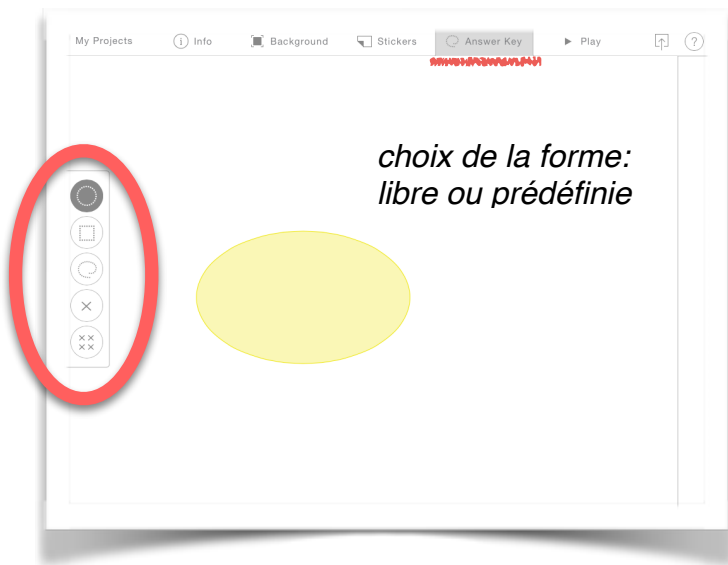 My Projects i Info Background Stickers Answer Key Play ?
choix de la forme:
libre ou prédéfinie